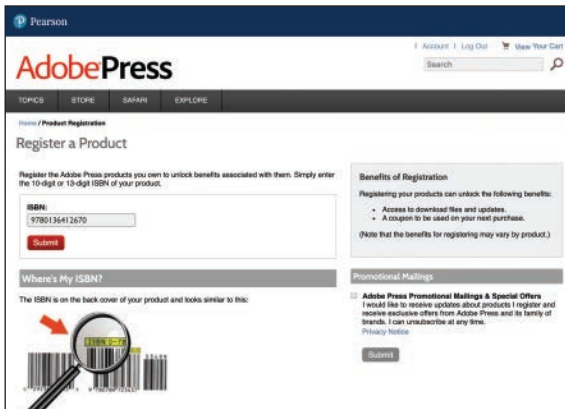 Pearson
Account | Log Out View Your Cart
AdobePress
Search
TOPICS STORE SAFARI EXPLORE
Home / Product Registration
Register a Product
Register the Adobe Press products you own to unlock benefits associated with them. Simply enter
the 10-digit or 13-digit ISBN of your product.
ISBN:
9780136412670
Submit
Where's My ISBN?
The ISBN is on the back cover of your product and looks similar to this:
ISBN 0-78
Benefits of Registration
Registering your products can unlock the following benefits:
• Access to download files and updates.
• A coupon to be used on your next purchase.
(Note that the benefits for registering may vary by product.)
Promotional Mailings
Adobe Press Promotional Mailings & Special Offers
I would like to receive updates about products I register and
receive exclusive offers from Adobe Press and its family of
brands. I can unsubscribe at any time.
Privacy Notice
Submit